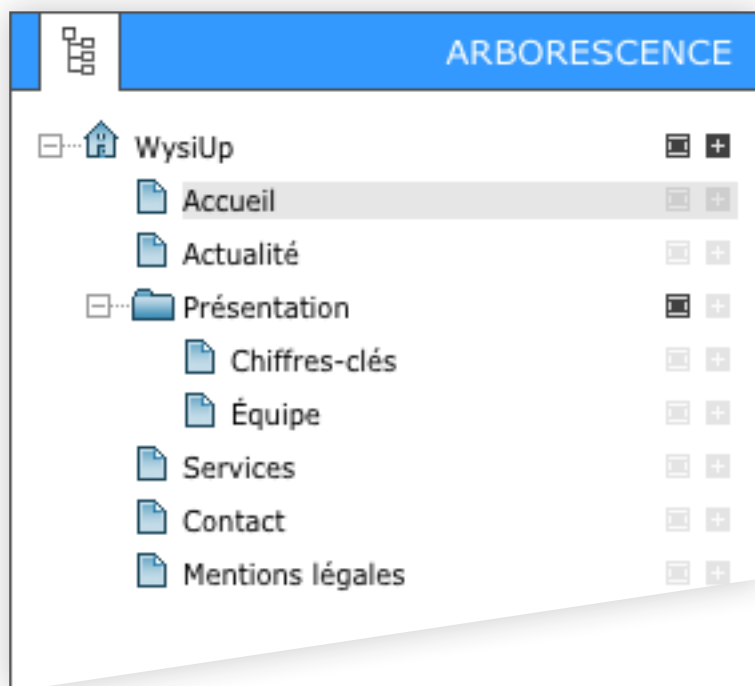 ARBORESCENCE
WysiUp
Accueil
Actualité
Présentation
Chiffres-clés
Équipe
Services
Contact
Mentions légales